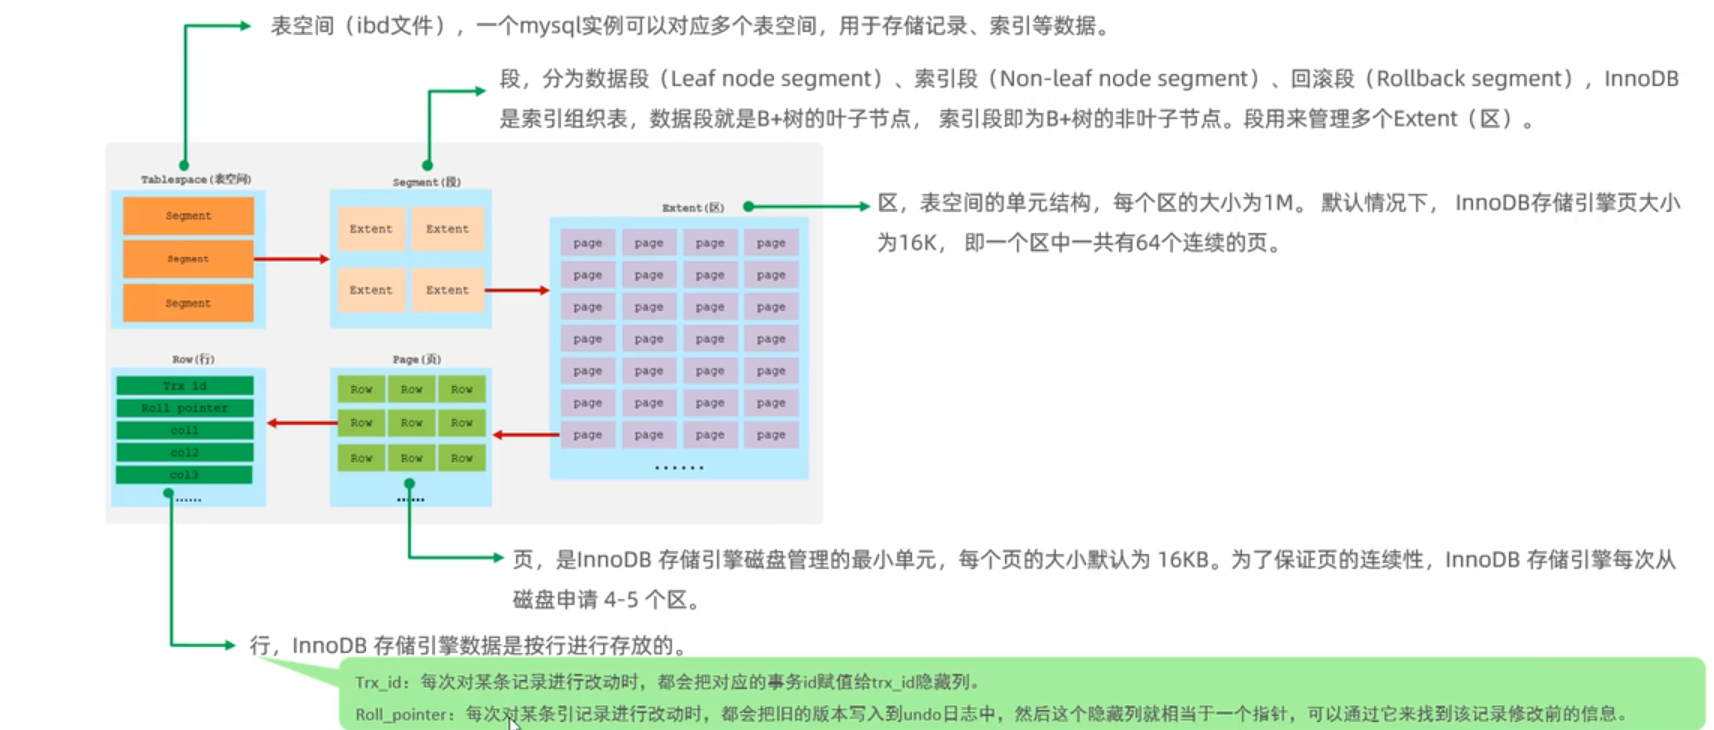 表空间（ibd文件），一个mysql实例可以对应多个表空间，用于存储记录、索引等数据。
段，分为数据段（Leaf node segment）、索引段（Non-leaf node segment）、回滚段（Rollback segment），InnoDB
是索引组织表，数据段就是B+树的叶子节点， 索引段即为B+树的非叶子节点。段用来管理多个Extent（区）。
Tablespace(表空间)
Segment
Segment
Segment
Segment(段)
Extent Extent
Extent Extent
Extent(区)
page page page page
page page page page
page page page page
page page page page
page page page page
page page page page
page page page page
......
区，表空间的单元结构，每个区的大小为1M。 默认情况下， InnoDB存储引擎页大小
为16K， 即一个区中一共有64个连续的页。
Row(行)
Trx id
Roll pointer
col1
col2
col3
......
Page(页)
Row Row Row
Row Row Row
Row Row Row
......
页，是InnoDB 存储引擎磁盘管理的最小单元，每个页的大小默认为 16KB。为了保证页的连续性，InnoDB 存储引擎每次从
磁盘申请 4-5 个区。
行，InnoDB 存储引擎数据是按行进行存放的。
Trx_id：每次对某条记录进行改动时，都会把对应的事务id赋值给trx_id隐藏列。
Roll_pointer：每次对某条引记录进行改动时，都会把旧的版本写入到undo日志中，然后这个隐藏列就相当于一个指针，可以通过它来找到该记录修改前的信息。